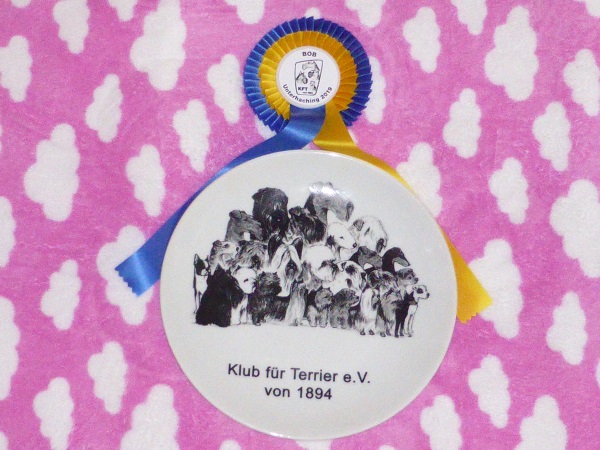 BOB
KFT
Unterhaching 2019
Klub für Terrier e.V.
von 1894